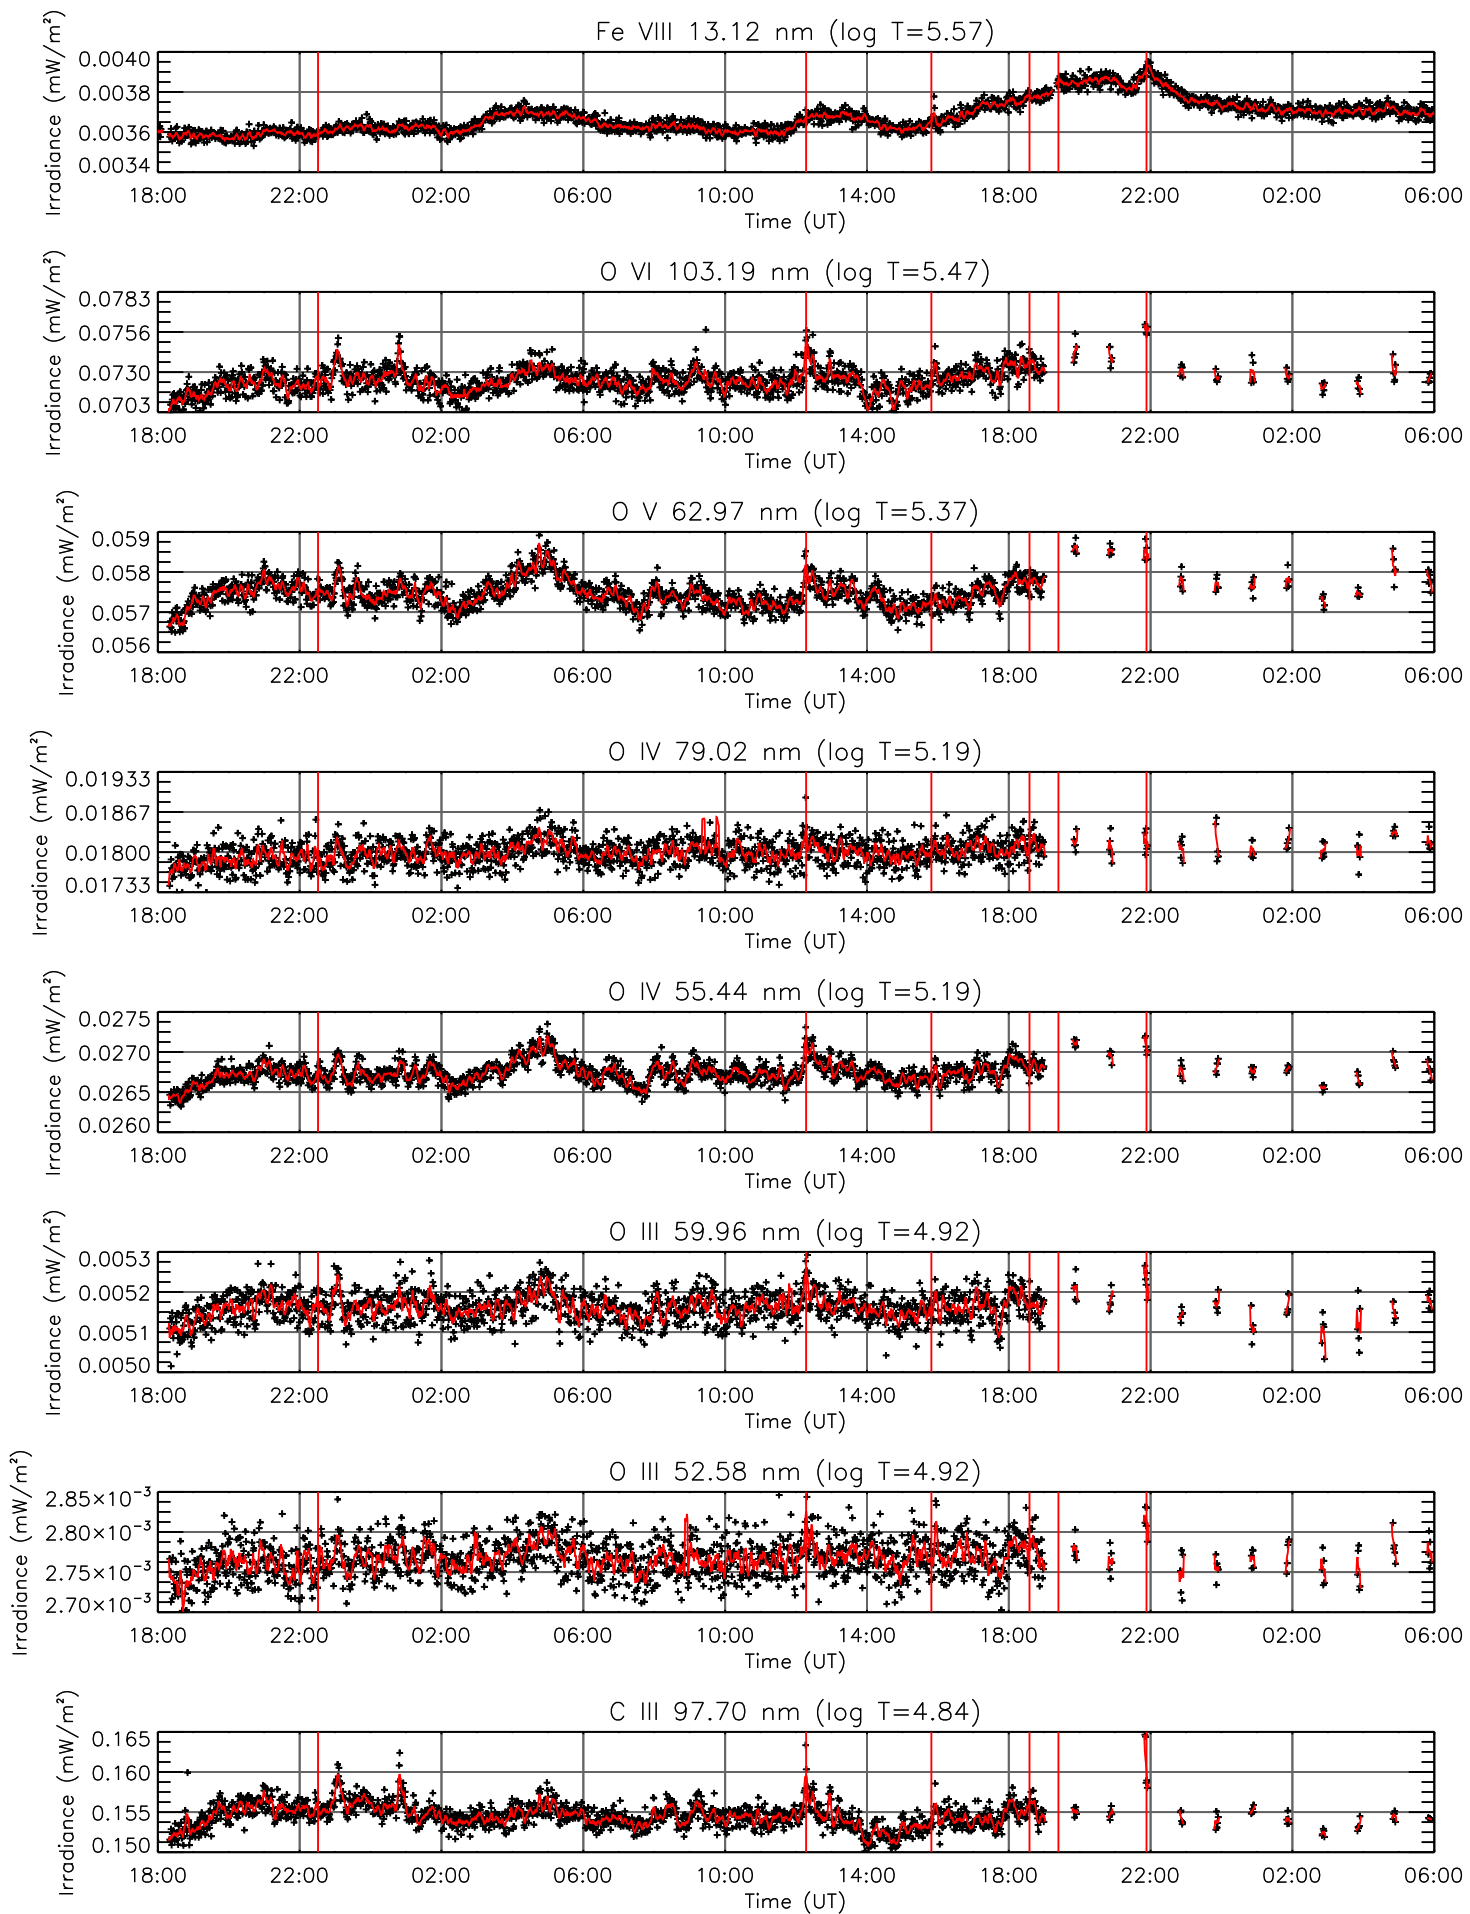 Fe VIII 13.12 nm (log T=5.57)
Irradiance (mW/m²)
0.0040
0.0038
0.0036
0.0034
18:00 22:00 02:00 06:00 10:00 14:00 18:00 22:00 02:00 06:00
Time (UT)
O VI 103.19 nm (log T=5.47)
Irradiance (mW/m²)
0.0783
0.0756
0.0730
0.0703
18:00 22:00 02:00 06:00 10:00 14:00 18:00 22:00 02:00 06:00
Time (UT)
O V 62.97 nm (log T=5.37)
Irradiance (mW/m²)
0.059
0.058
0.057
0.056
18:00 22:00 02:00 06:00 10:00 14:00 18:00 22:00 02:00 06:00
Time (UT)
O IV 79.02 nm (log T=5.19)
Irradiance (mW/m²)
0.01933
0.01867
0.01800
0.01733
18:00 22:00 02:00 06:00 10:00 14:00 18:00 22:00 02:00 06:00
Time (UT)
O IV 55.44 nm (log T=5.19)
Irradiance (mW/m²)
0.0275
0.0270
0.0265
0.0260
18:00 22:00 02:00 06:00 10:00 14:00 18:00 22:00 02:00 06:00
Time (UT)
O III 59.96 nm (log T=4.92)
Irradiance (mW/m²)
0.0053
0.0052
0.0051
0.0050
18:00 22:00 02:00 06:00 10:00 14:00 18:00 22:00 02:00 06:00
Time (UT)
O III 52.58 nm (log T=4.92)
Irradiance (mW/m²)
2.85×10⁻³
2.80×10⁻³
2.75×10⁻³
2.70×10⁻³
18:00 22:00 02:00 06:00 10:00 14:00 18:00 22:00 02:00 06:00
Time (UT)
C III 97.70 nm (log T=4.84)
Irradiance (mW/m²)
0.165
0.160
0.155
0.150
18:00 22:00 02:00 06:00 10:00 14:00 18:00 22:00 02:00 06:00
Time (UT)